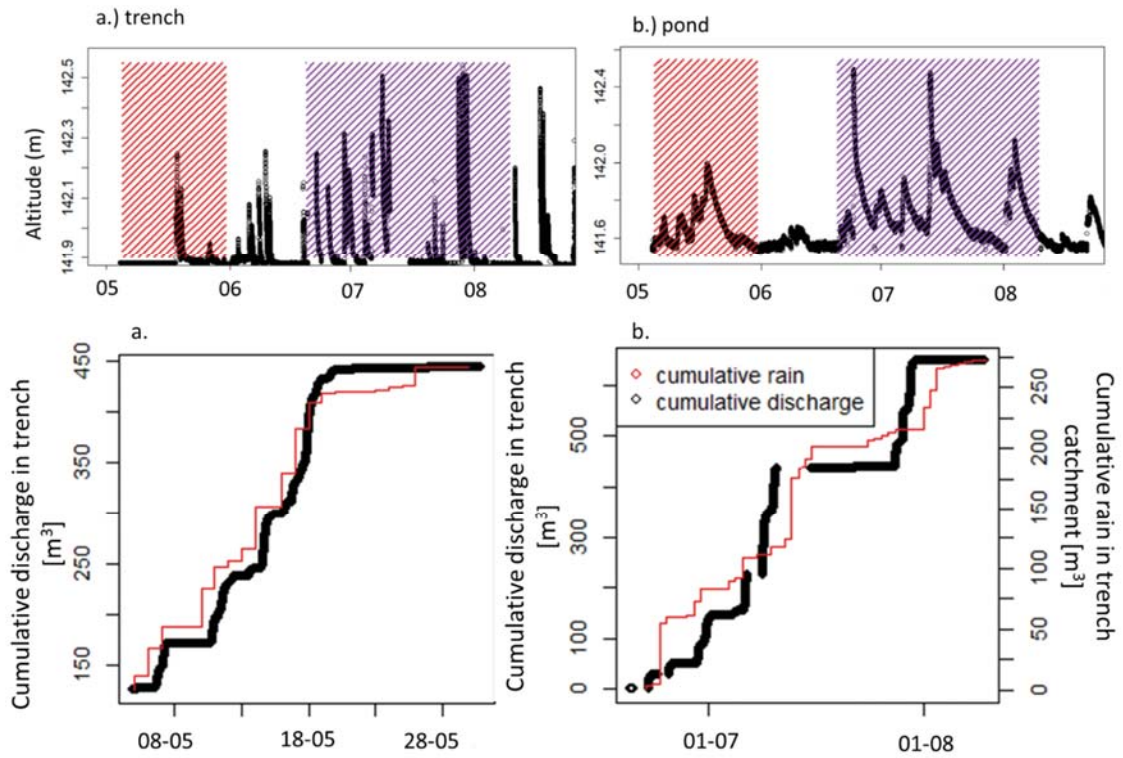 a.) trench
b.) pond
Altitude (m)
142.5
142.3
142.1
141.9
05
06
07
08
142.4
142.0
141.6
05
06
07
08
a.
b.
Cumulative discharge in trench
[m³]
450
350
250
150
08-05
18-05
28-05
Cumulative discharge in trench
[m³]
500
300
100
0
cumulative rain
cumulative discharge
01-07
01-08
250
200
150
100
50
0
Cumulative rain in trench
catchment [m³]